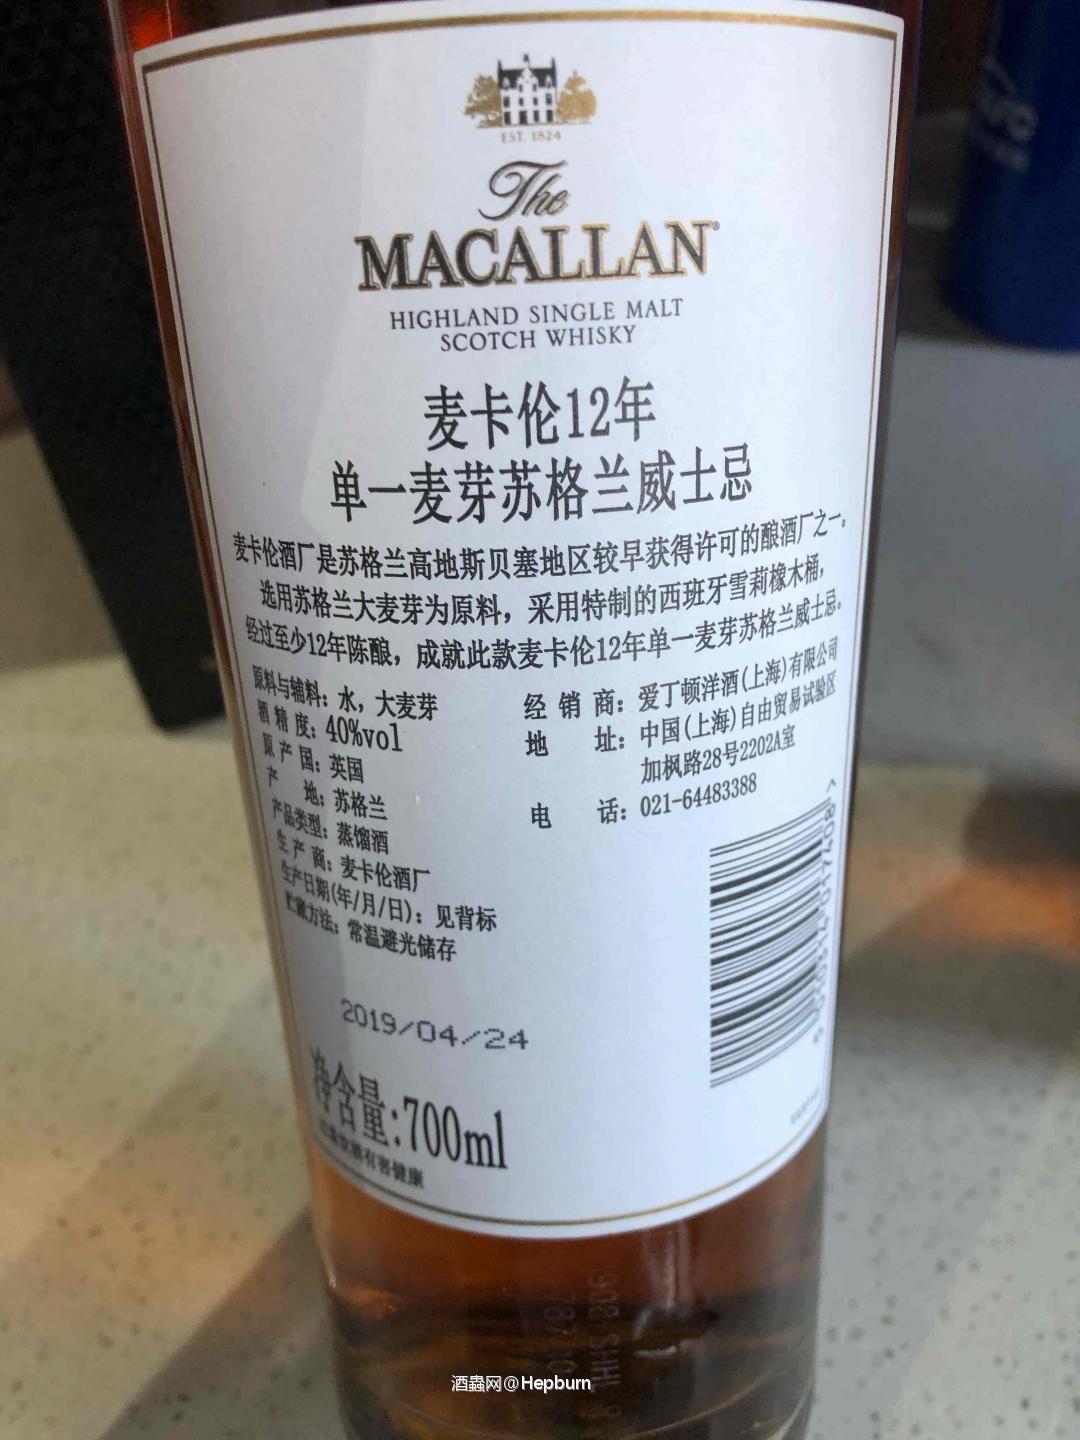 EST. 1824
The
MACALLAN
HIGHLAND SINGLE MALT
SCOTCH WHISKY
麦卡伦12年
单一麦芽苏格兰威士忌
麦卡伦酒厂是苏格兰高地斯贝塞地区较早获得许可的酿酒厂之一。
选用苏格兰大麦芽为原料，采用特制的西班牙雪莉橡木桶，
经过至少12年陈酿，成就此款麦卡伦12年单一麦芽苏格兰威士忌。
原料与辅料：水，大麦芽
酒精度：40%vol
原产国：英国
产地：苏格兰
产品类型：蒸馏酒
生产商：麦卡伦酒厂
生产日期(年/月/日)：见背标
贮藏方法：常温避光储存
经销商：爱丁顿洋酒(上海)有限公司
地址：中国(上海)自由贸易试验区
加枫路28号2202A室
电话：021-64483388
2019/04/24
净含量:700ml
有害健康
酒蟲网@Hepburn